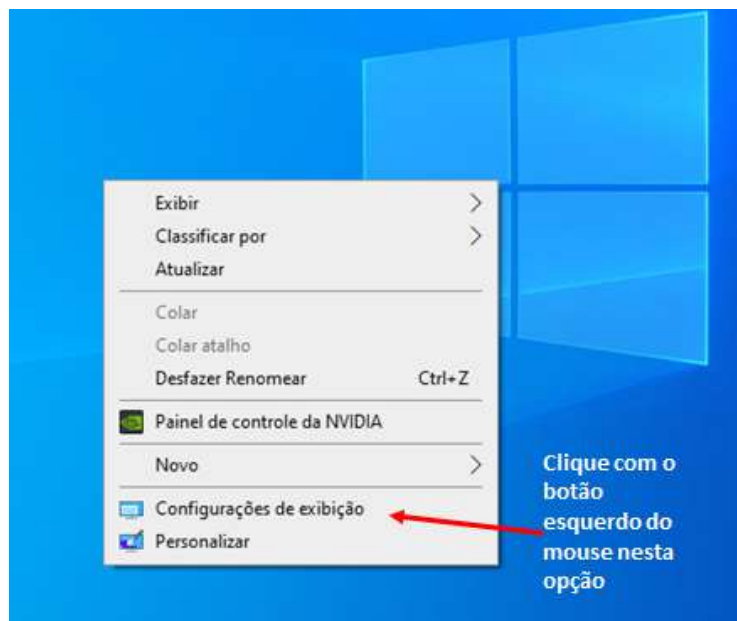 Exibir
Classificar por
Atualizar
Colar
Colar atalho
Desfazer Renomear Ctrl+Z
Painel de controle da NVIDIA
Novo
Configurações de exibição
Personalizar
Clique com o
botão
esquerdo do
mouse nesta
opção